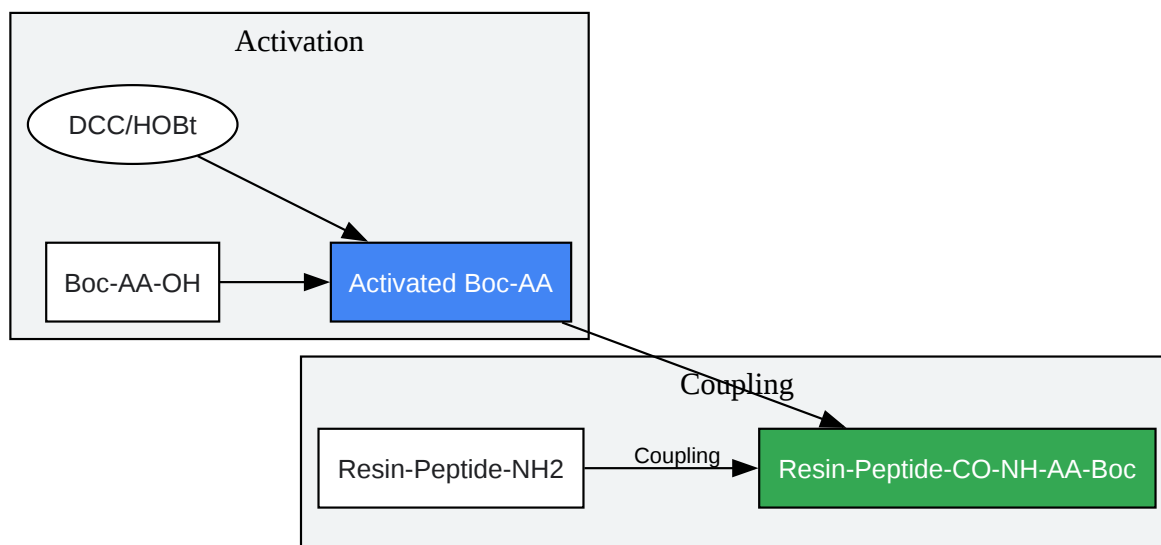 Activation
DCC/HOBt
Boc-AA-OH
Activated Boc-AA
Coupling
Resin-Peptide-NH2
Coupling
Resin-Peptide-CO-NH-AA-Boc